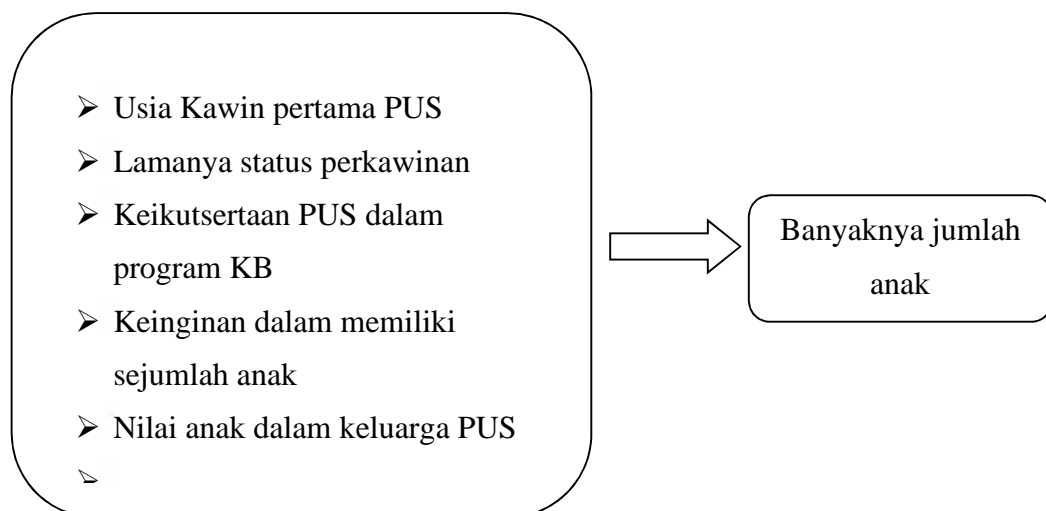 ➢ Usia Kawin pertama PUS
➢ Lamanya status perkawinan
➢ Keikutsertaan PUS dalam
program KB
➢ Keinginan dalam memiliki
sejumlah anak
➢ Nilai anak dalam keluarga PUS
➢
Banyaknya jumlah
anak